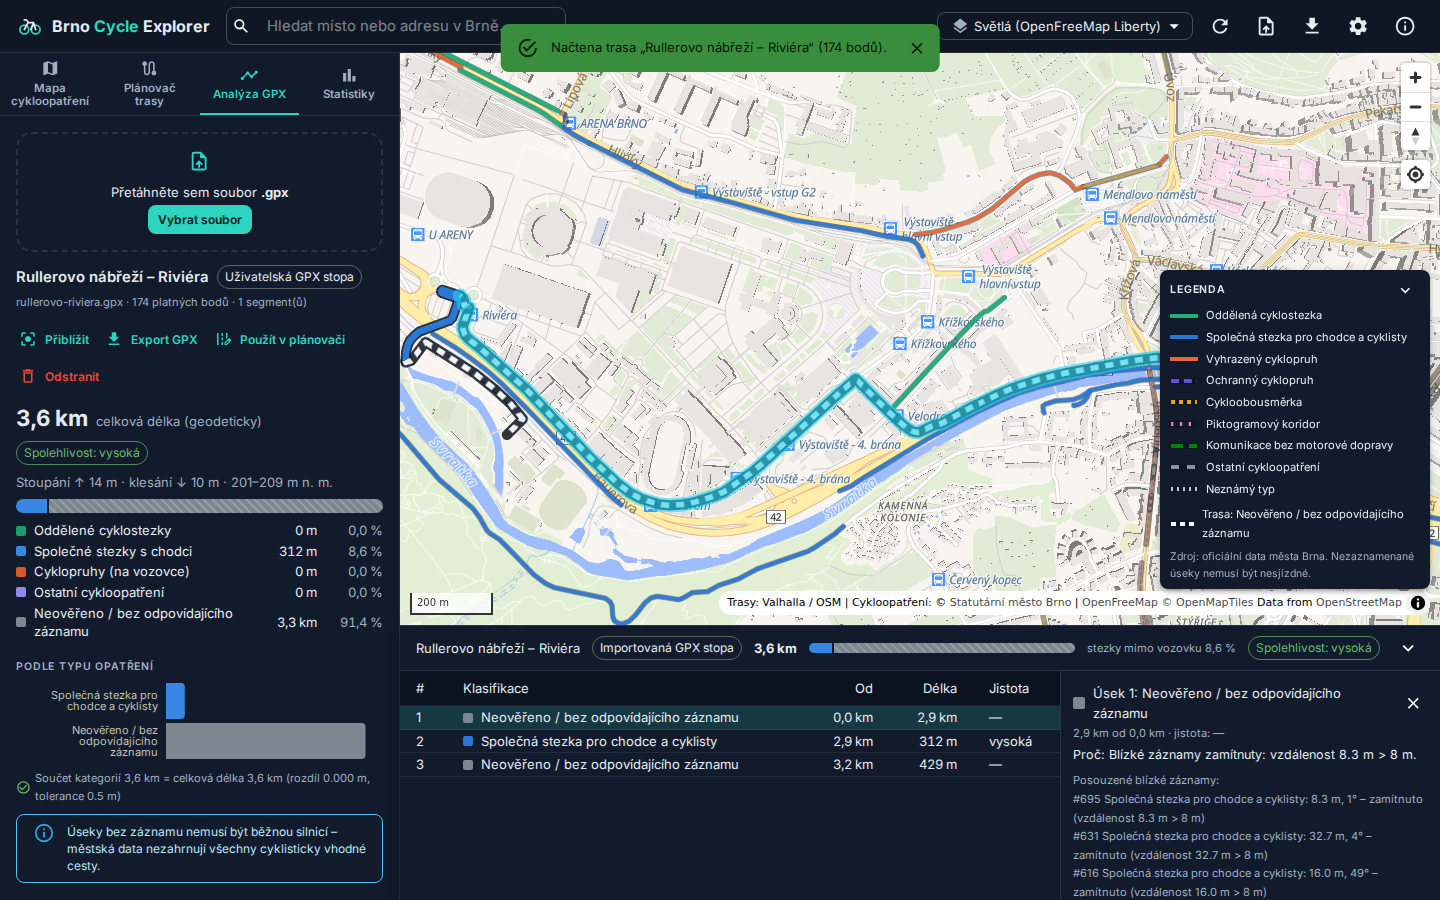 Brno Cycle Explorer
Hledat místo nebo adresu v Brně
Načtena trasa „Rullerovo nábřeží – Riviéra“ (174 bodů).
Světlá (OpenFreeMap Liberty)
Mapa
cykloopatření
Plánovač
trasy
Analýza GPX
Statistiky
Přetáhněte sem soubor .gpx
Vybrat soubor
Rullerovo nábřeží – Riviéra
Uživatelská GPX stopa
rullerovo-riviera.gpx · 174 platných bodů · 1 segment(ů)
Přiblížit
Export GPX
Použít v plánovači
Odstranit
3,6 km celková délka (geodeticky)
Spolehlivost: vysoká
Stoupání ↑ 14 m · klesání ↓ 10 m · 201–209 m n. m.
Oddělené cyklostezky 0 m 0,0 %
Společné stezky s chodci 312 m 8,6 %
Cyklopruhy (na vozovce) 0 m 0,0 %
Ostatní cykloopatření 0 m 0,0 %
Neověřeno / bez odpovídajícího
záznamu 3,3 km 91,4 %
PODLE TYPU OPATŘENÍ
Společná stezka pro
chodce a cyklisty
Neověřeno / bez
odpovídajícího
záznamu
Součet kategorií 3,6 km = celková délka 3,6 km (rozdíl 0.000 m,
tolerance 0.5 m)
Úseky bez záznamu nemusí být běžnou silnicí –
městská data nezahrnují všechny cyklisticky vhodné
cesty.
Lipová
ARENA BRNO
Hlinky
Výstaviště - vstup G2
U ARENY
Výstaviště -
hlavní vstup
Mendlovo náměstí
Mendlovo náměstí
Úvoz
Václavská
Křížová
Výstaviště -
hlavní vstup
Riviéra
Křížkovského
Křížkovského
Velodro
Výstaviště - 4. brána
Výstaviště - 4. brána
Bauerova
Svratka
Svratka
42
KAMENNÁ
KOLONIE
Červený kopec
ŠTÝŘICE
200 m
LEGENDA
Oddělená cyklostezka
Společná stezka pro chodce a cyklisty
Vyhrazený cyklopruh
Ochranný cyklopruh
Cykloobousměrka
Piktogramový koridor
Komunikace bez motorové dopravy
Ostatní cykloopatření
Neznámý typ
Trasa: Neověřeno / bez odpovídajícího
záznamu
Zdroj: oficiální data města Brna. Nezaznamenané
úseky nemusí být nesjízdné.
Trasy: Valhalla / OSM | Cykloopatření: © Statutární město Brno | OpenFreeMap © OpenMapTiles Data from OpenStreetMap
Rullerovo nábřeží – Riviéra
Importovaná GPX stopa
3,6 km
stezky mimo vozovku 8,6 %
Spolehlivost: vysoká
# Klasifikace Od Délka Jistota
1 Neověřeno / bez odpovídajícího záznamu 0,0 km 2,9 km —
2 Společná stezka pro chodce a cyklisty 2,9 km 312 m vysoká
3 Neověřeno / bez odpovídajícího záznamu 3,2 km 429 m —
Úsek 1: Neověřeno / bez odpovídajícího
záznamu
2,9 km od 0,0 km · jistota: —
Proč: Blízké záznamy zamítnuty: vzdálenost 8.3 m > 8 m.
Posouzené blízké záznamy:
#695 Společná stezka pro chodce a cyklisty: 8.3 m, 1° – zamítnuto
(vzdálenost 8.3 m > 8 m)
#631 Společná stezka pro chodce a cyklisty: 32.7 m, 4° –
zamítnuto (vzdálenost 32.7 m > 8 m)
#616 Společná stezka pro chodce a cyklisty: 16.0 m, 49° –
zamítnuto (vzdálenost 16.0 m > 8 m)